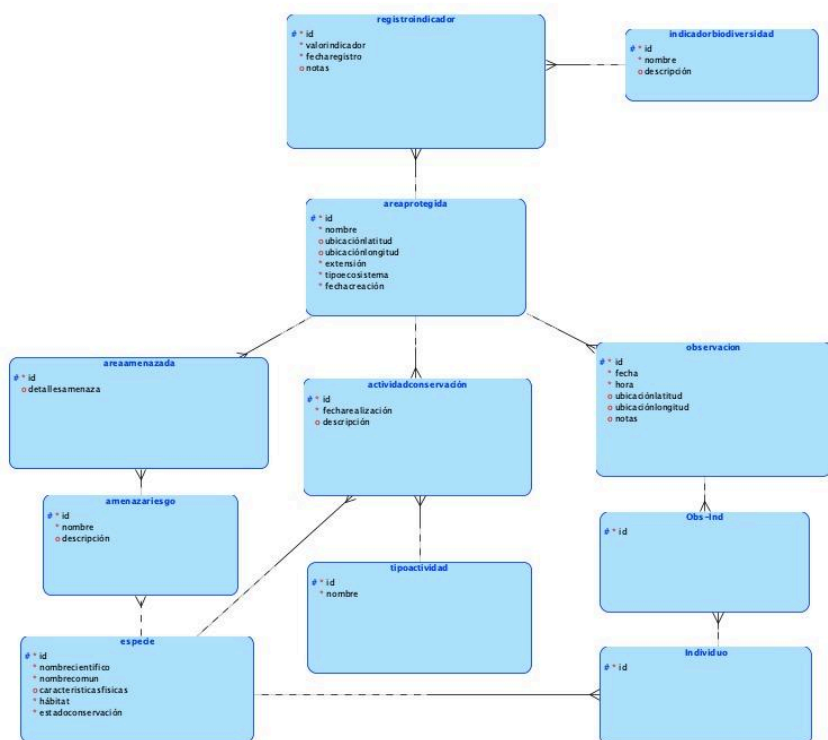 registroindicador
# * id
* valorindicador
* fecharegistro
o notas
indicadorbiodiversidad
# * id
* nombre
o descripción
areaprotegida
# * id
* nombre
o ubicaciónlatitud
o ubicaciónlongitud
* extensión
* tipoecosistema
* fechacreación
areaamenazada
# * id
o detallesamenaza
actividadconservación
# * id
* fecharealización
o descripción
observacion
# * id
* fecha
* hora
o ubicaciónlatitud
o ubicaciónlongitud
o notas
amenazariesgo
# * id
* nombre
o descripción
tipoactividad
# * id
* nombre
Obs-Ind
# * id
especie
# * id
* nombrecientifico
* nombrecomun
o caracteristicasfisicas
* hábitat
* estadoconservación
Individuo
# * id